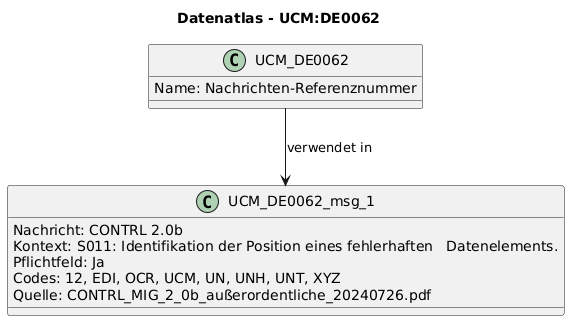 Datenatlas - UCM:DE0062
C UCM_DE0062
Name: Nachrichten-Referenznummer
verwendet in
C UCM_DE0062_msg_1
Nachricht: CONTRL 2.0b
Kontext: S011: Identifikation der Position eines fehlerhaften   Datenelements.
Pflichtfeld: Ja
Codes: 12, EDI, OCR, UCM, UN, UNH, UNT, XYZ
Quelle: CONTRL_MIG_2_0b_außerordentliche_20240726.pdf